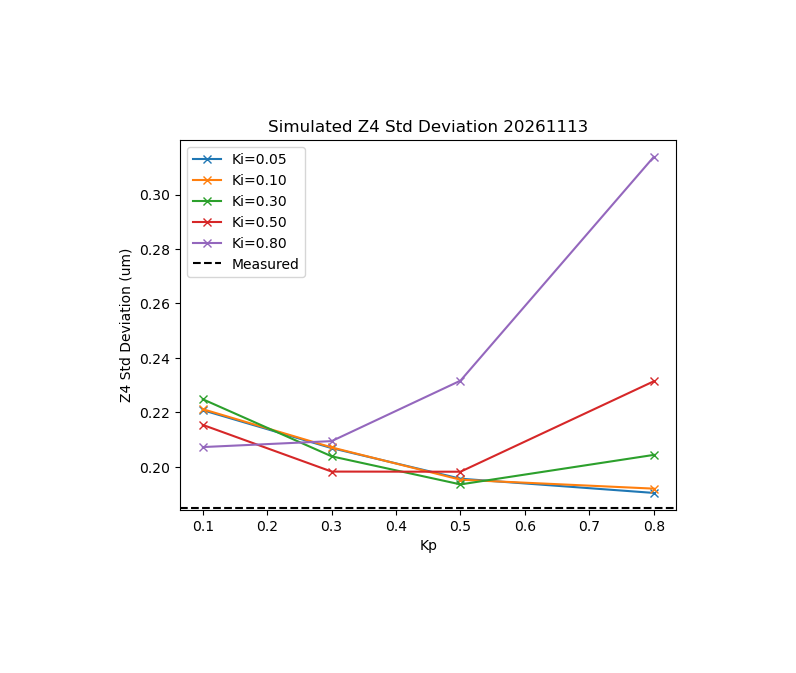 Simulated Z4 Std Deviation 20261113
Ki=0.05
Ki=0.10
Ki=0.30
Ki=0.50
Ki=0.80
Measured
Z4 Std Deviation (um)
0.30
0.28
0.26
0.24
0.22
0.20
0.1 0.2 0.3 0.4 0.5 0.6 0.7 0.8
Kp